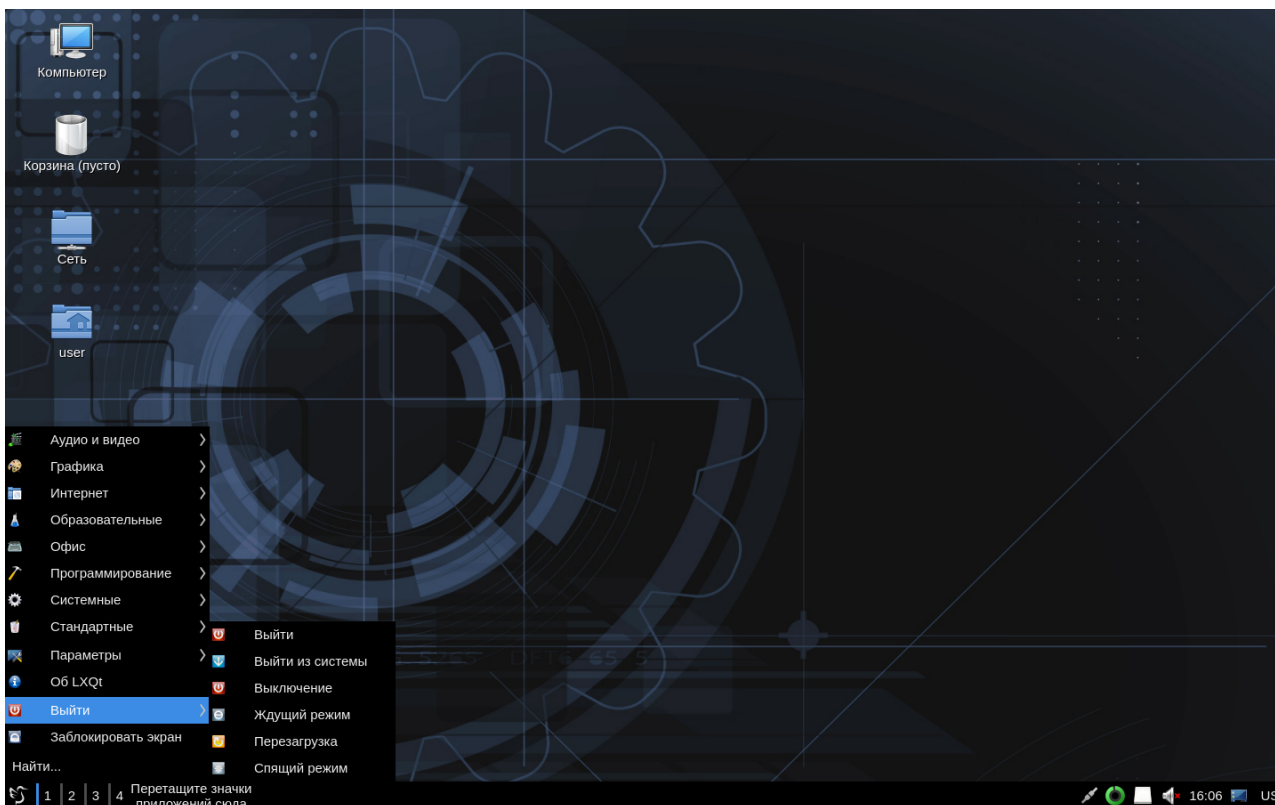 Компьютер
Корзина (пусто)
Сеть
user
Аудио и видео
Графика
Интернет
Образовательные
Офис
Программирование
Системные
Стандартные
Параметры
Об LXQt
Выйти
Заблокировать экран
Найти...
Выйти
Выйти из системы
Выключение
Ждущий режим
Перезагрузка
Спящий режим
1 2 3 4
Перетащите значки
приложений сюда
16:06
US